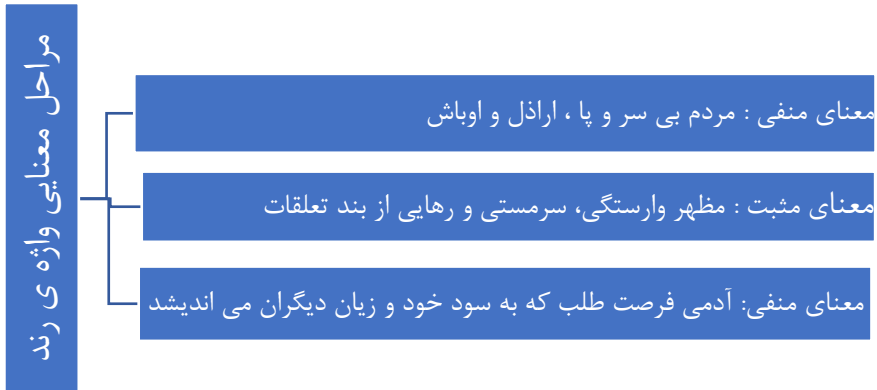 مراحل معنایی واژه ی رند
معنای منفی : مردم بی سر و پا ، اراذل و اوباش
معنای مثبت : مظهر وارستگی، سرمستی و رهایی از بند تعلقات
معنای منفی: آدمی فرصت طلب که به سود خود و زیان دیگران می اندیشد